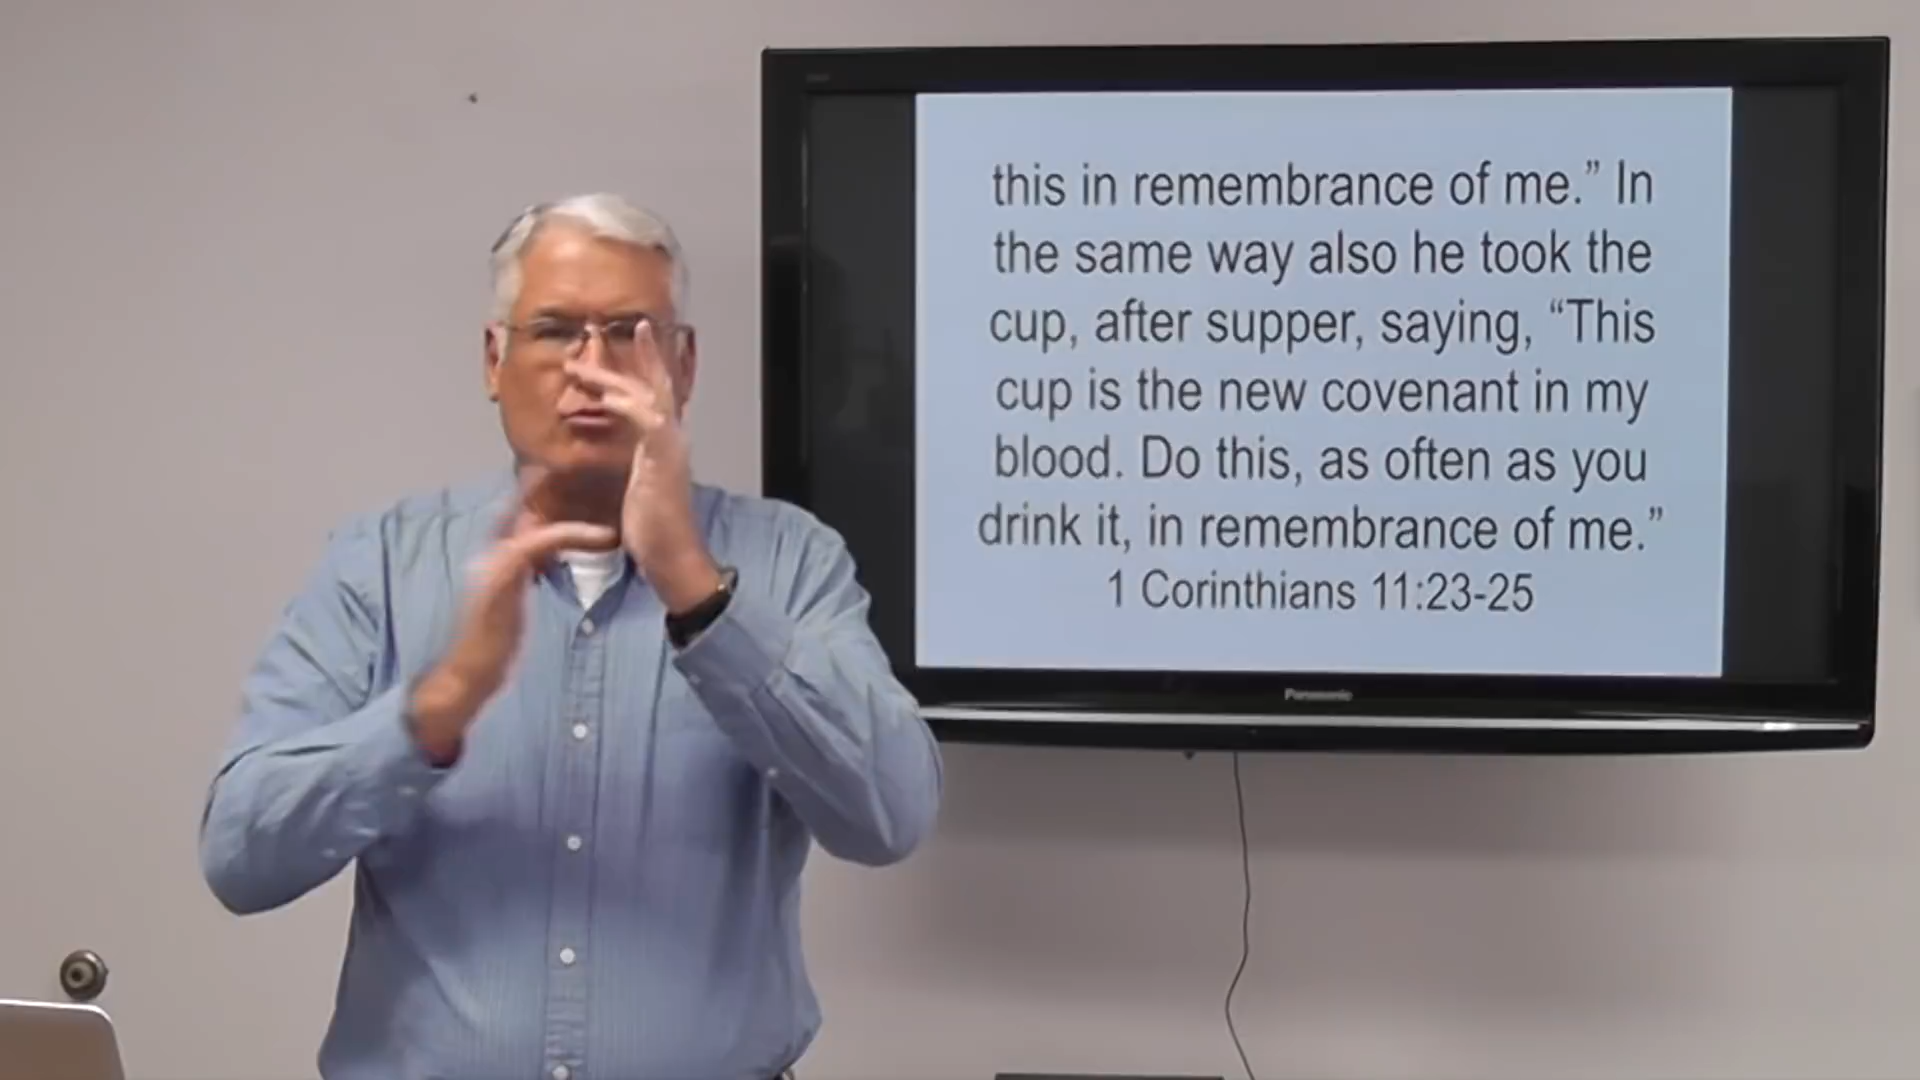 this in remembrance of me.” In
the same way also he took the
cup, after supper, saying, “This
cup is the new covenant in my
blood. Do this, as often as you
drink it, in remembrance of me.”
1 Corinthians 11:23-25
Panasonic